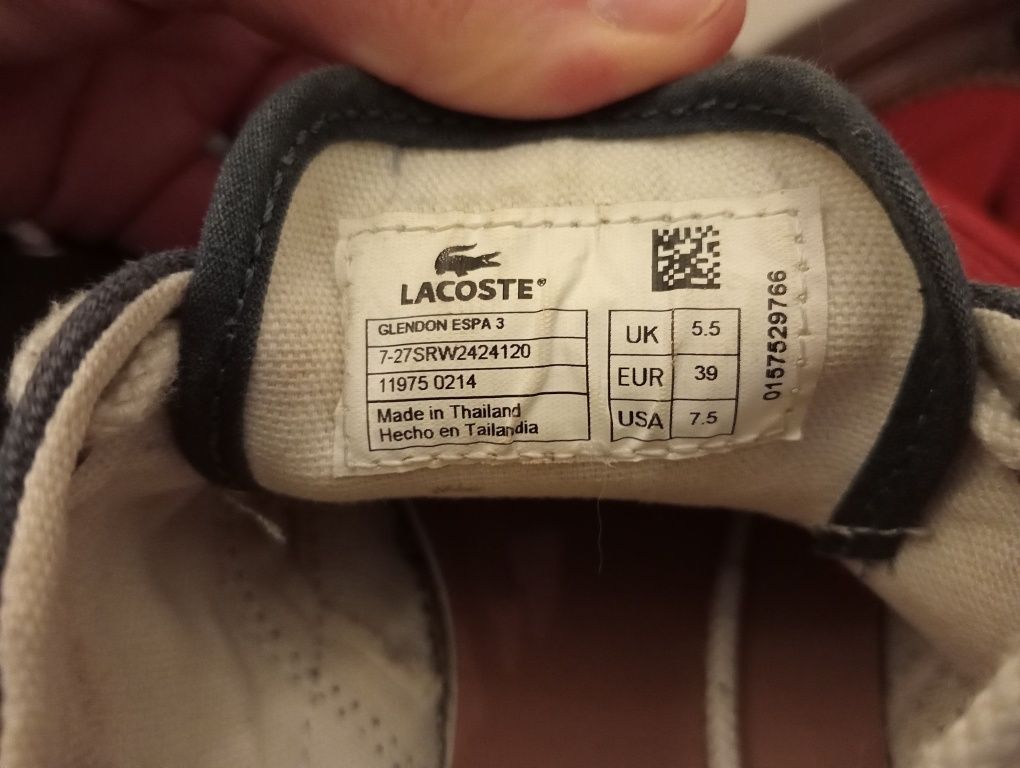 LACOSTE®
GLENDON ESPA 3
7-27SRW2424120
11975 0214
Made in Thailand
Hecho en Tailandia
UK 5.5
EUR 39
USA 7.5
0157529766